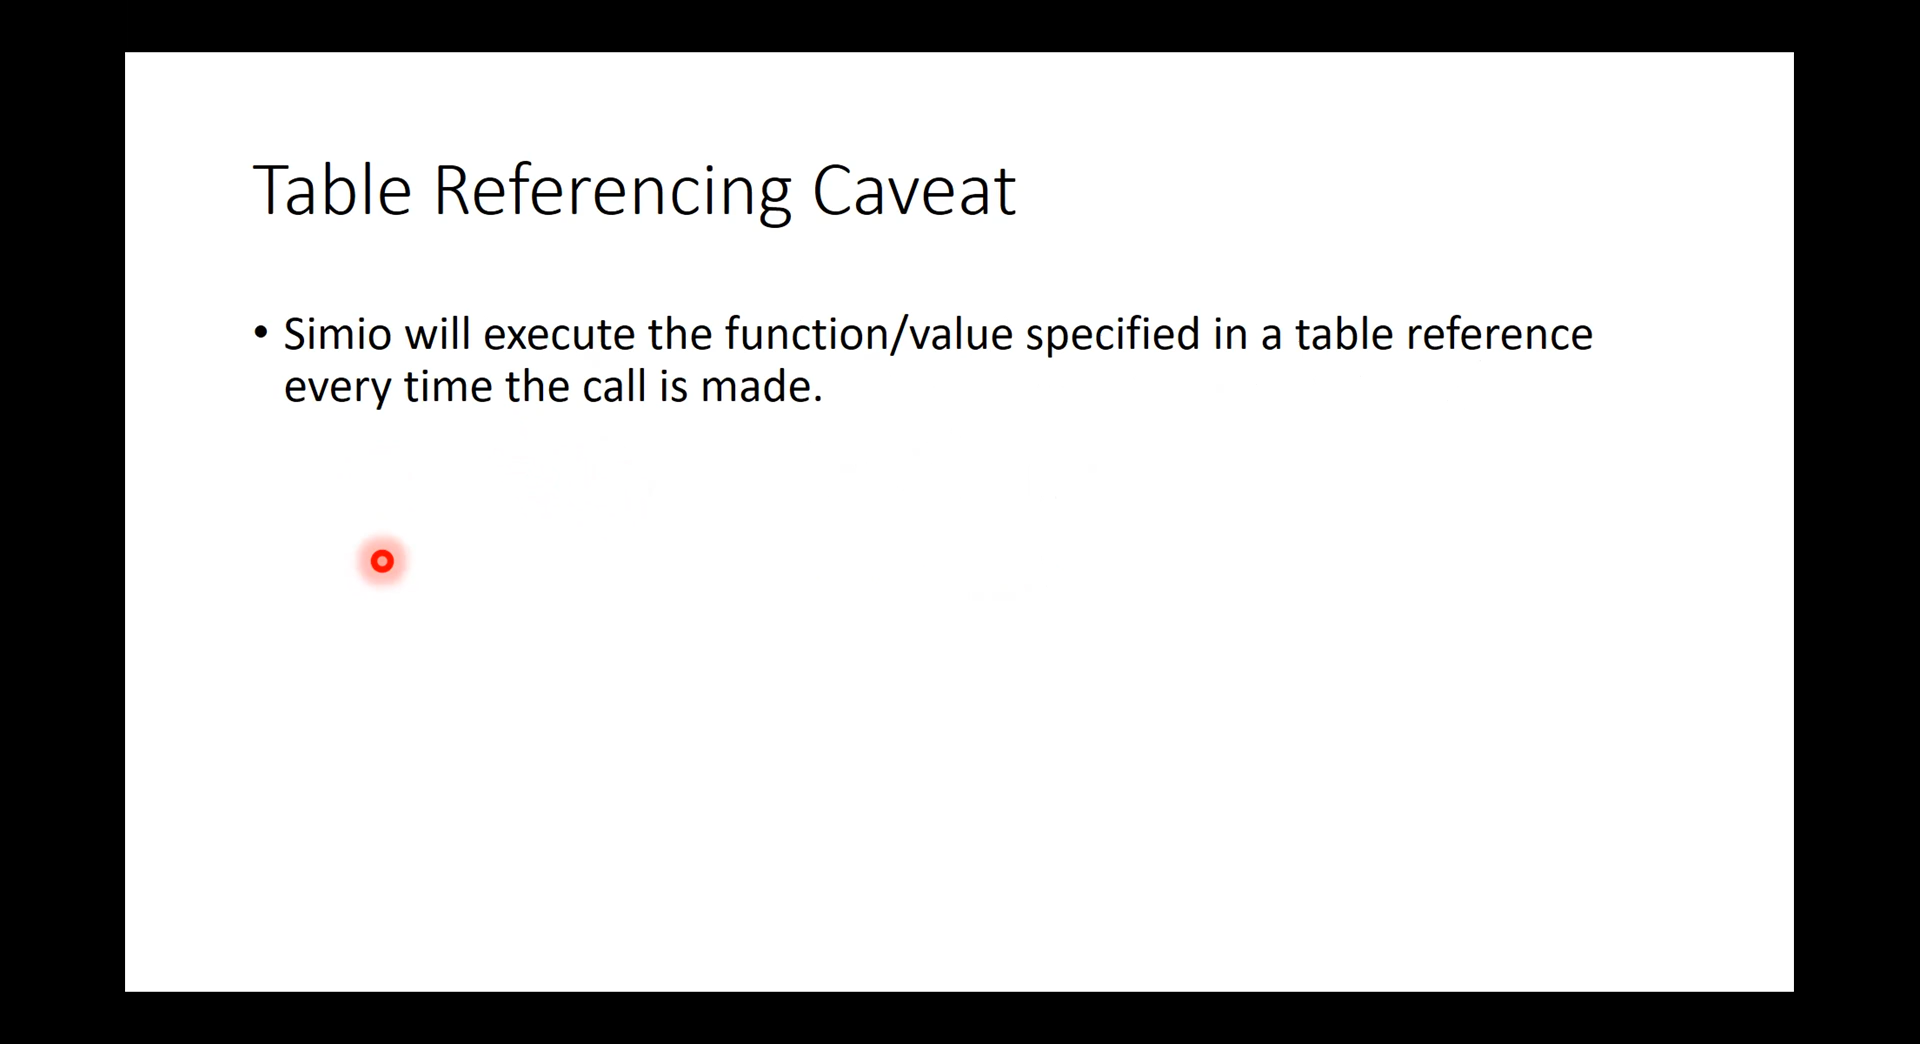 Table Referencing Caveat
• Simio will execute the function/value specified in a table reference
every time the call is made.